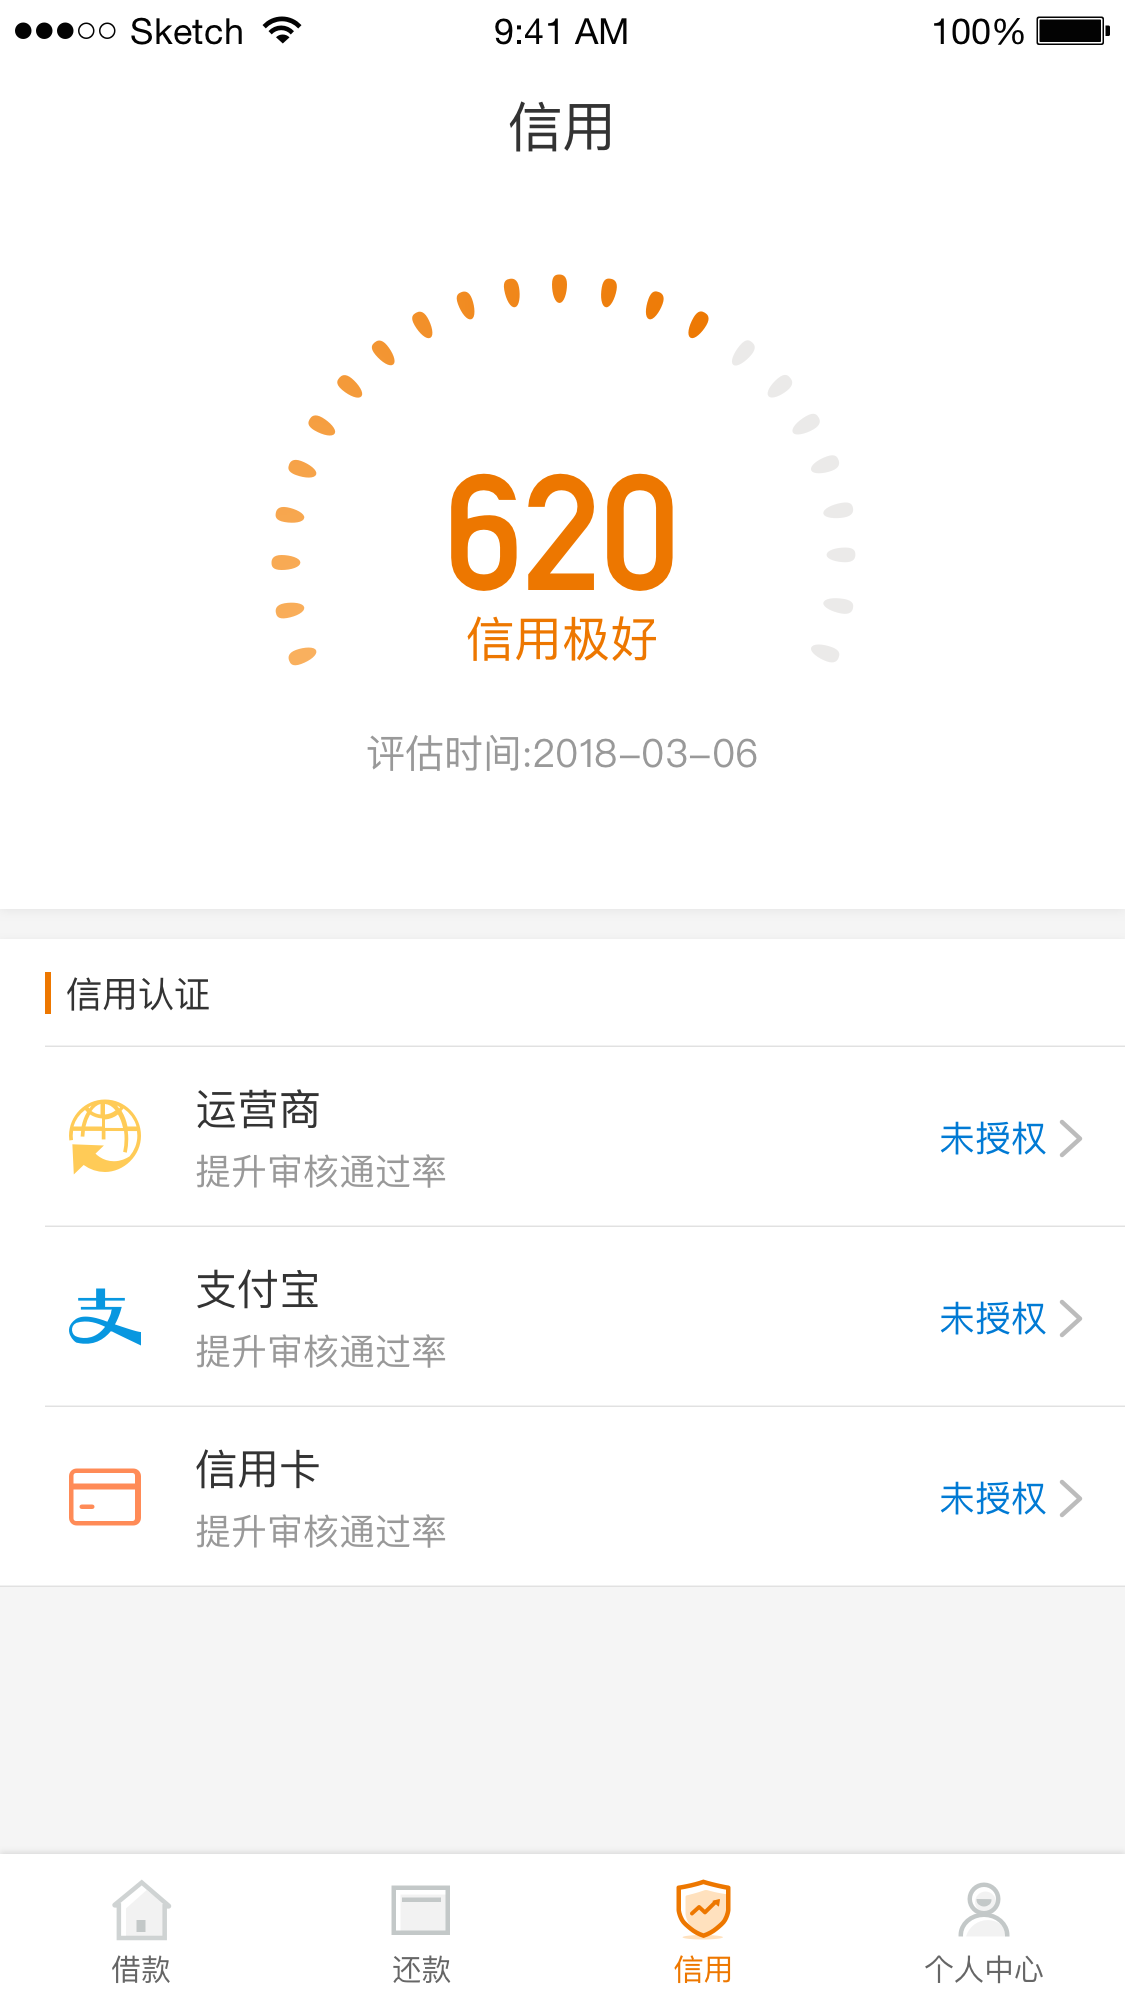 Sketch 9:41 AM 100%
信用
620
信用极好
评估时间:2018-03-06
信用认证
运营商
提升审核通过率
未授权
支付宝
提升审核通过率
未授权
信用卡
提升审核通过率
未授权
借款 还款 信用 个人中心